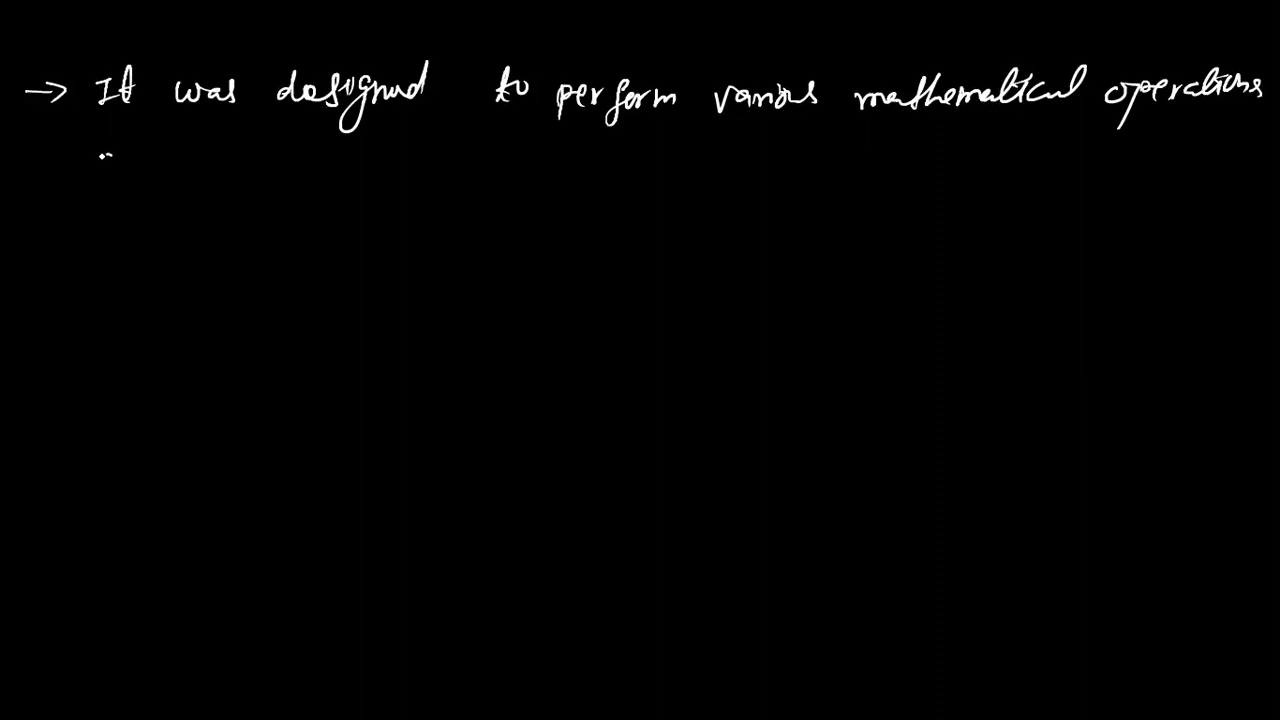 → It was designed to perform various mathematical operations